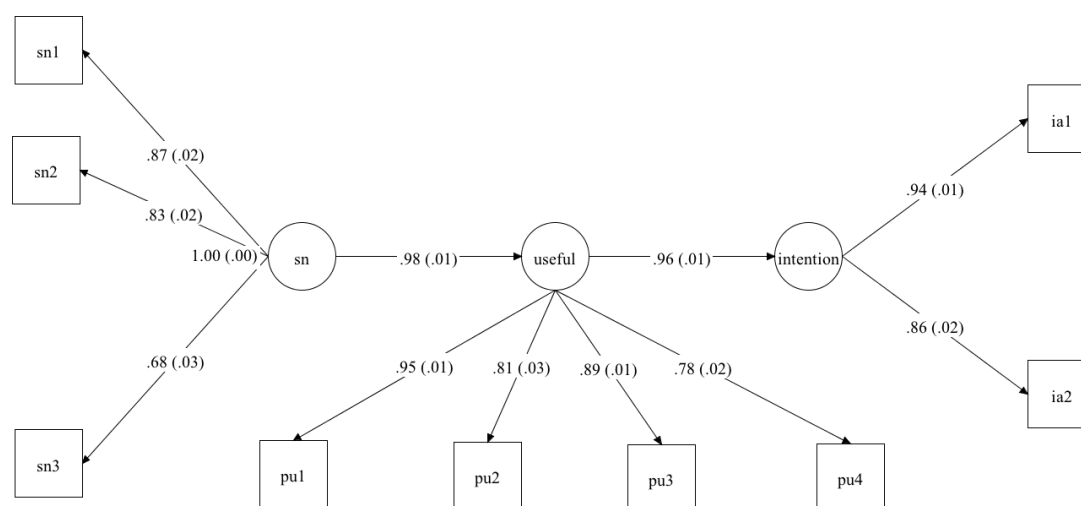 sn1
ia1
.87 (.02)
sn2
.94 (.01)
.83 (.02)
1.00 (.00)
sn
.98 (.01)
useful
.96 (.01)
intention
.86 (.02)
.68 (.03)
.95 (.01)
.81 (.03)
.89 (.01)
.78 (.02)
ia2
sn3
pu1
pu2
pu3
pu4